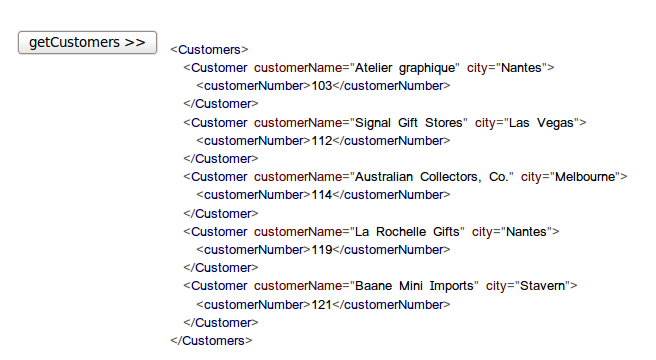 getCustomers >>
<Customers>
<Customer customerName="Atelier graphique" city="Nantes">
<customerNumber>103</customerNumber>
</Customer>
<Customer customerName="Signal Gift Stores" city="Las Vegas">
<customerNumber>112</customerNumber>
</Customer>
<Customer customerName="Australian Collectors, Co." city="Melbourne">
<customerNumber>114</customerNumber>
</Customer>
<Customer customerName="La Rochelle Gifts" city="Nantes">
<customerNumber>119</customerNumber>
</Customer>
<Customer customerName="Baane Mini Imports" city="Stavern">
<customerNumber>121</customerNumber>
</Customer>
</Customers>